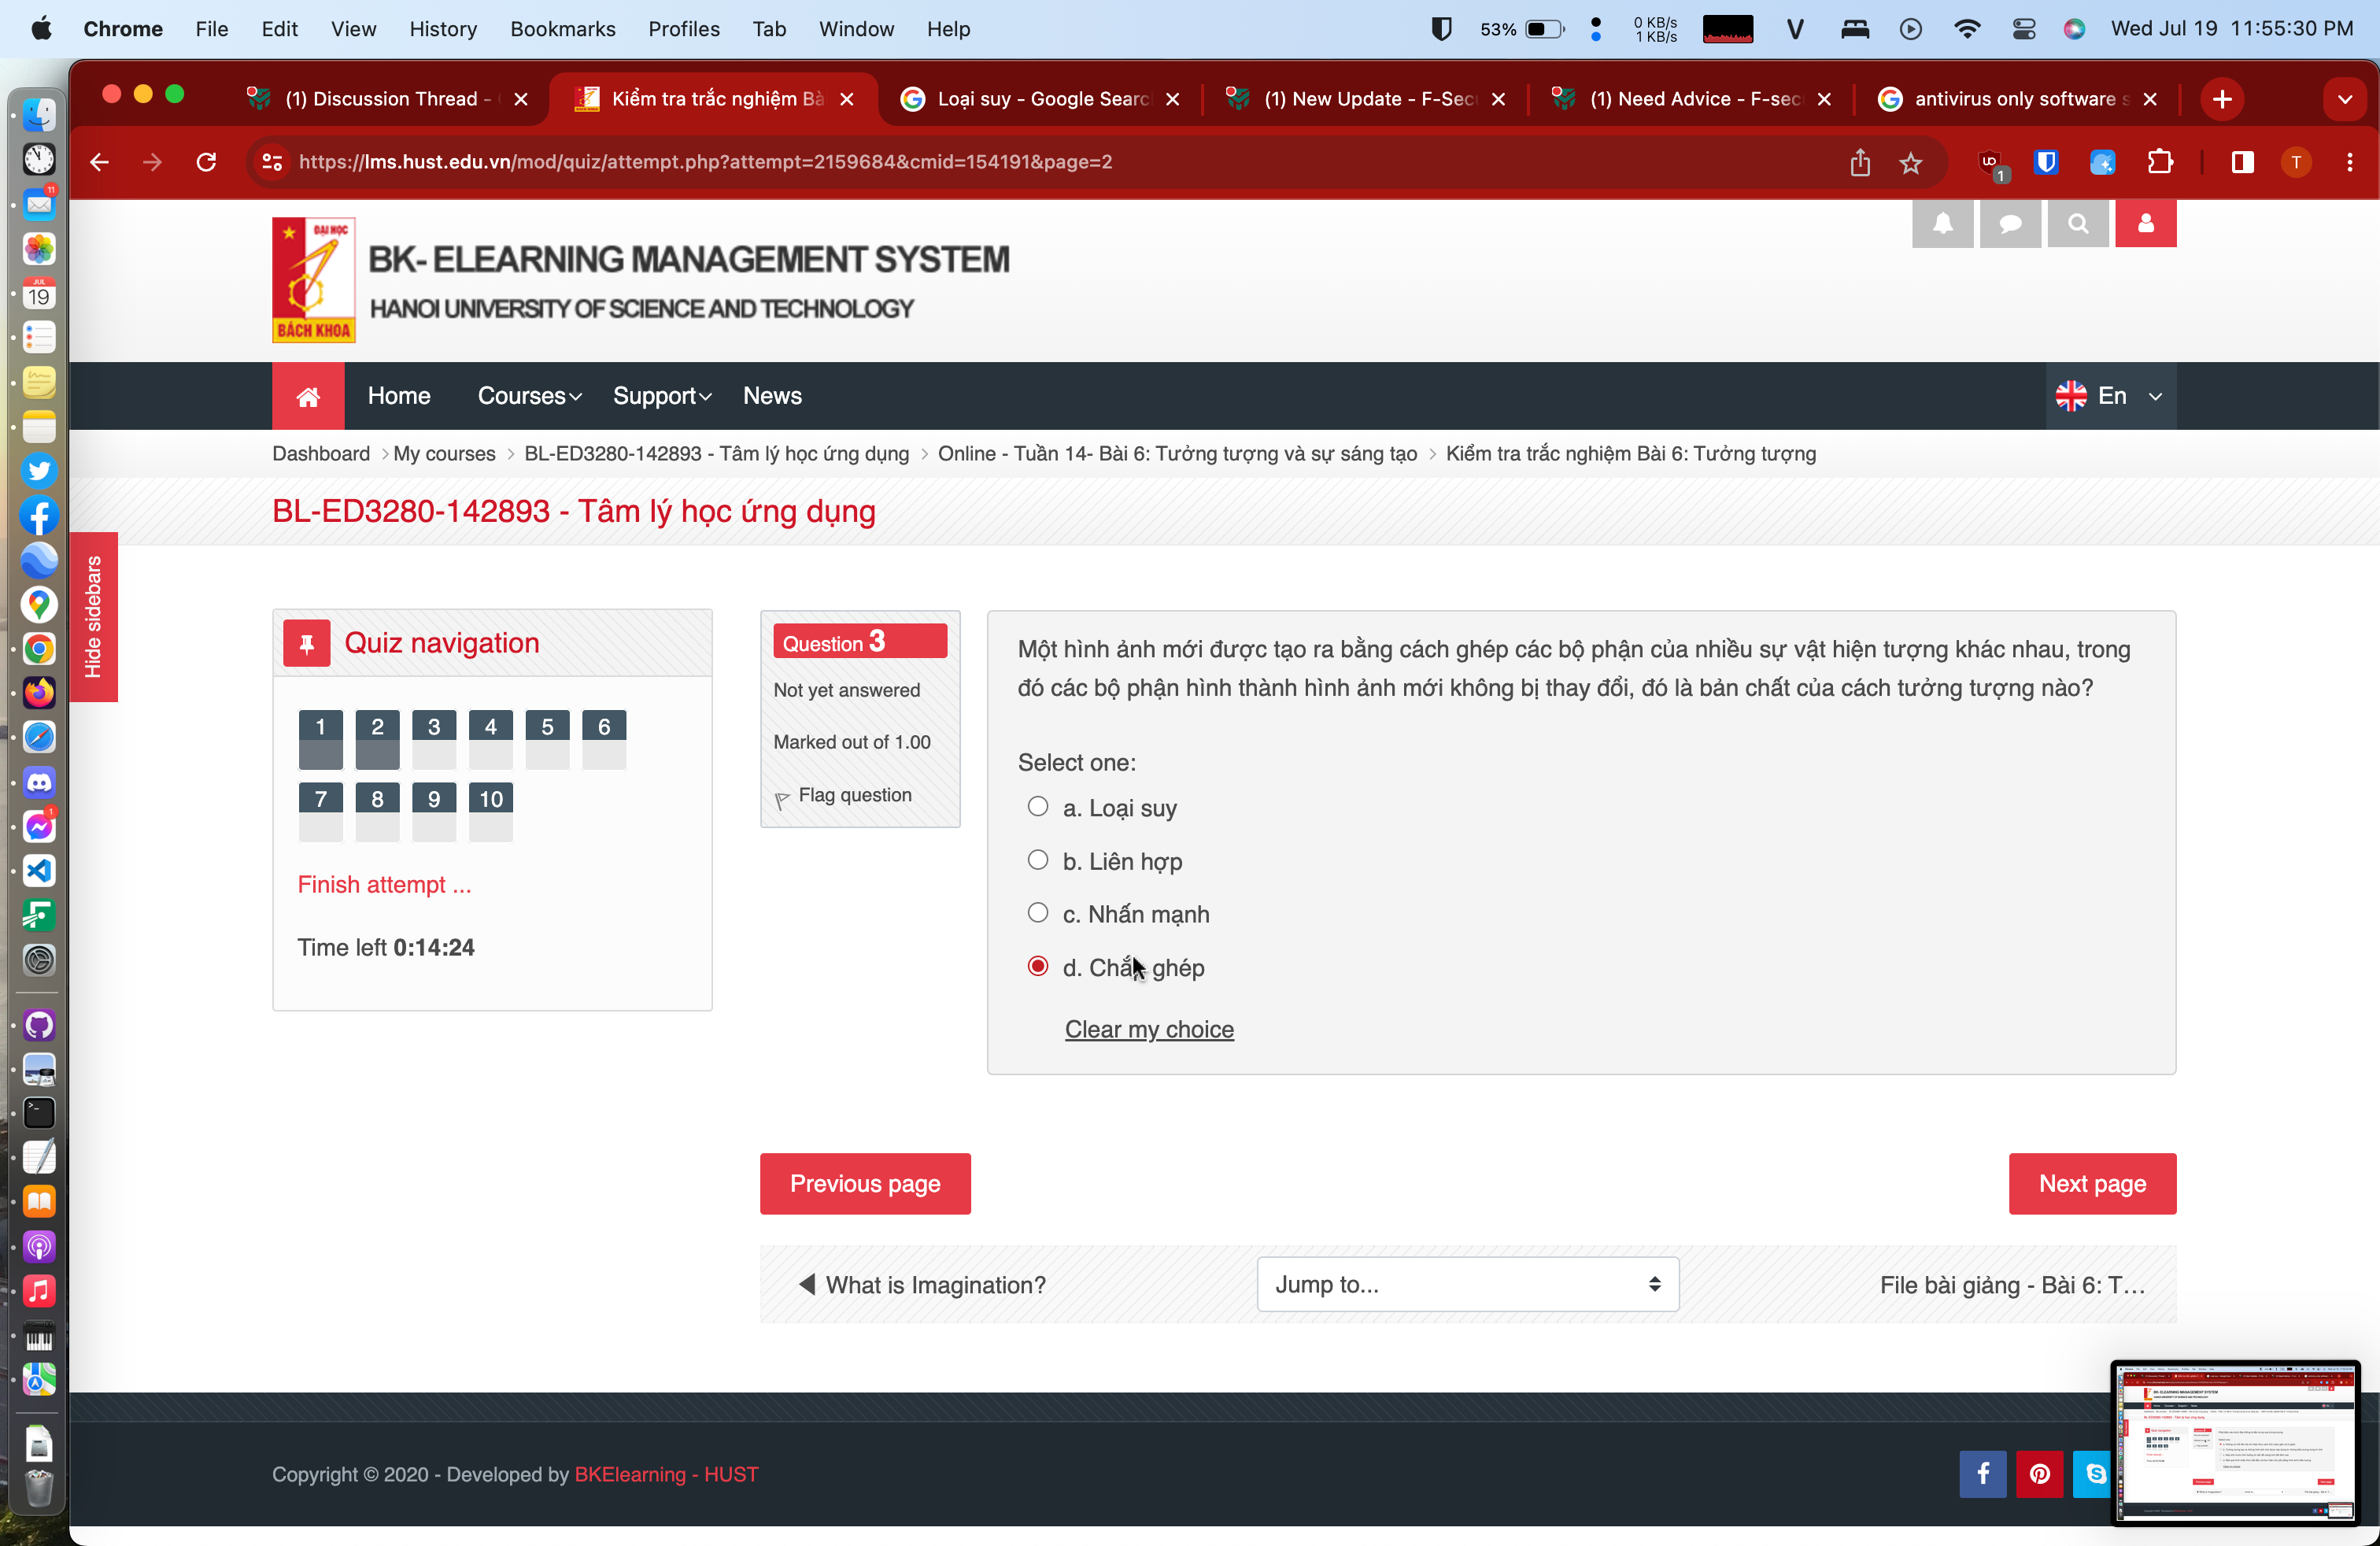 Chrome File Edit View History Bookmarks Profiles Tab Window Help 53% 0 KB/s 1 KB/s V Wed Jul 19 11:55:30 PM
(1) Discussion Thread - Kiểm tra trắc nghiệm Bà Loại suy - Google Searc (1) New Update - F-Sec (1) Need Advice - F-sec antivirus only software s
https://lms.hust.edu.vn/mod/quiz/attempt.php?attempt=2159684&cmid=154191&page=2 1 T
ĐẠI HỌC
BÁCH KHOA
BK- ELEARNING MANAGEMENT SYSTEM
HANOI UNIVERSITY OF SCIENCE AND TECHNOLOGY
Home Courses Support News En
Dashboard > My courses > BL-ED3280-142893 - Tâm lý học ứng dụng > Online - Tuần 14- Bài 6: Tưởng tượng và sự sáng tạo > Kiểm tra trắc nghiệm Bài 6: Tưởng tượng
BL-ED3280-142893 - Tâm lý học ứng dụng
Hide sidebars
Quiz navigation
1 2 3 4 5 6
7 8 9 10
Finish attempt ...
Time left 0:14:24
Question 3
Not yet answered
Marked out of 1.00
Flag question
Một hình ảnh mới được tạo ra bằng cách ghép các bộ phận của nhiều sự vật hiện tượng khác nhau, trong
đó các bộ phận hình thành hình ảnh mới không bị thay đổi, đó là bản chất của cách tưởng tượng nào?
Select one:
a. Loại suy
b. Liên hợp
c. Nhấn mạnh
d. Chắp ghép
Clear my choice
Previous page
Next page
What is Imagination?
Jump to...
File bài giảng - Bài 6: T...
Copyright © 2020 - Developed by BKElearning - HUST
11
JUL
19
1